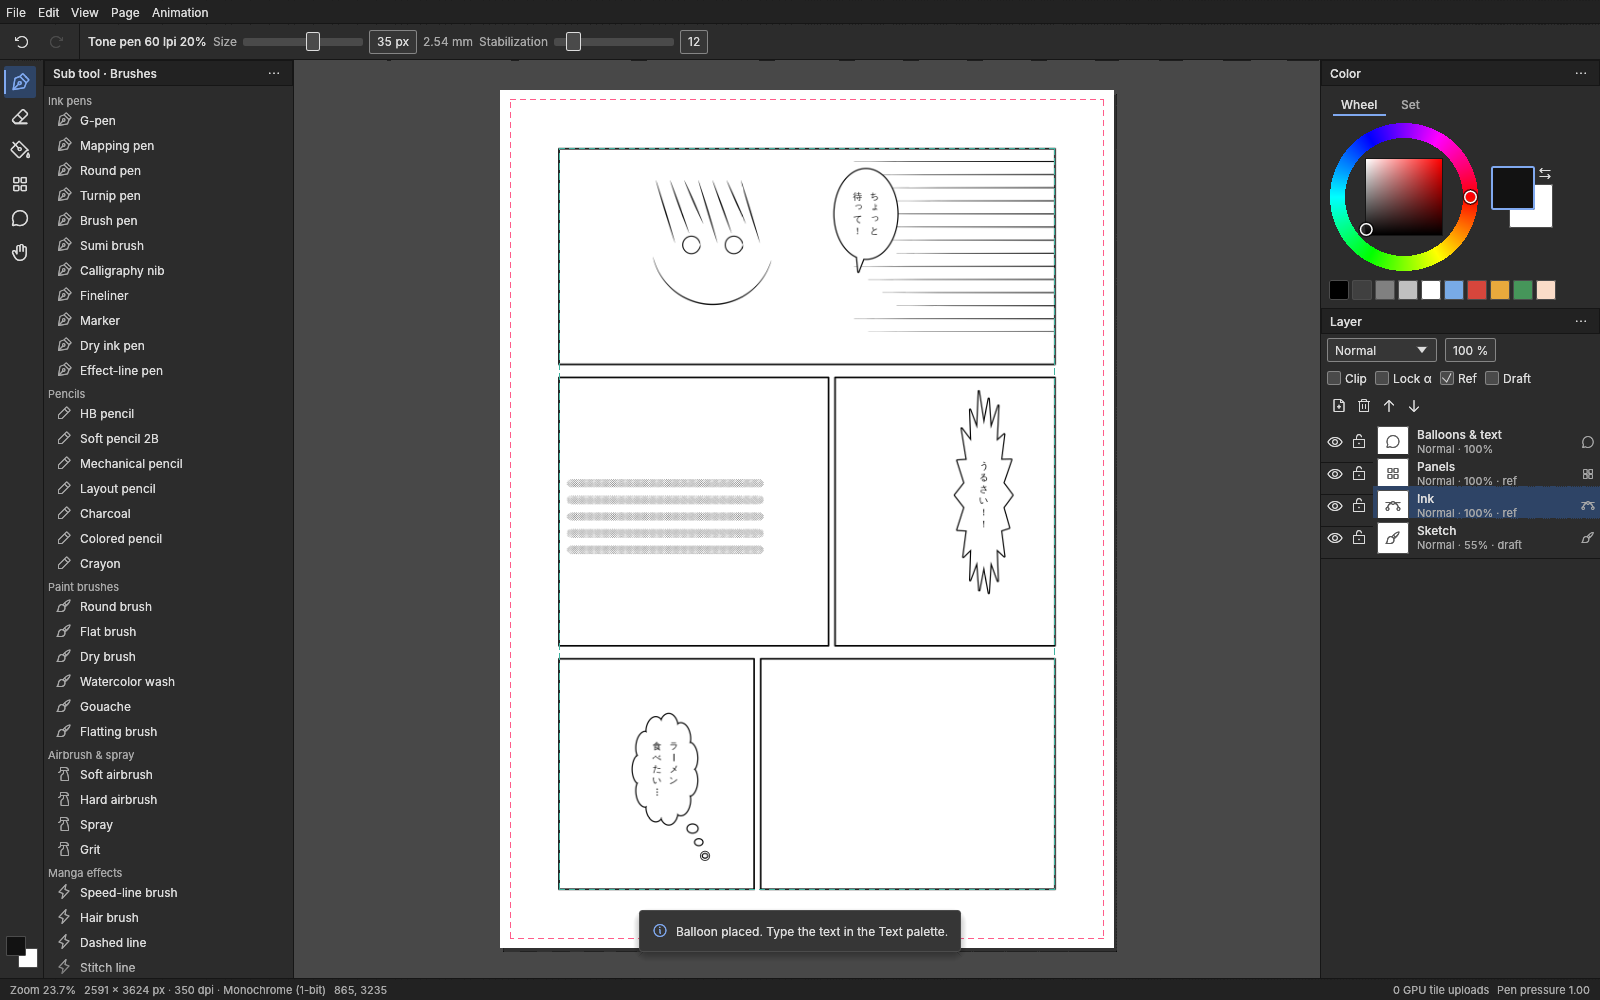 File Edit View Page Animation
Tone pen 60 lpi 20% Size 35 px 2.54 mm Stabilization 12
Sub tool · Brushes
Ink pens
G-pen
Mapping pen
Round pen
Turnip pen
Brush pen
Sumi brush
Calligraphy nib
Fineliner
Marker
Dry ink pen
Effect-line pen
Pencils
HB pencil
Soft pencil 2B
Mechanical pencil
Layout pencil
Charcoal
Colored pencil
Crayon
Paint brushes
Round brush
Flat brush
Dry brush
Watercolor wash
Gouache
Flatting brush
Airbrush & spray
Soft airbrush
Hard airbrush
Spray
Grit
Manga effects
Speed-line brush
Hair brush
Dashed line
Stitch line
ちょっと
待って！
うるさい！！
ラーメン
食べたい…
Balloon placed. Type the text in the Text palette.
Color
Wheel Set
Layer
Normal 100 %
Clip Lock α Ref Draft
Balloons & text
Normal · 100%
Panels
Normal · 100% · ref
Ink
Normal · 100% · ref
Sketch
Normal · 55% · draft
Zoom 23.7% 2591 × 3624 px · 350 dpi · Monochrome (1-bit) 865, 3235
0 GPU tile uploads Pen pressure 1.00